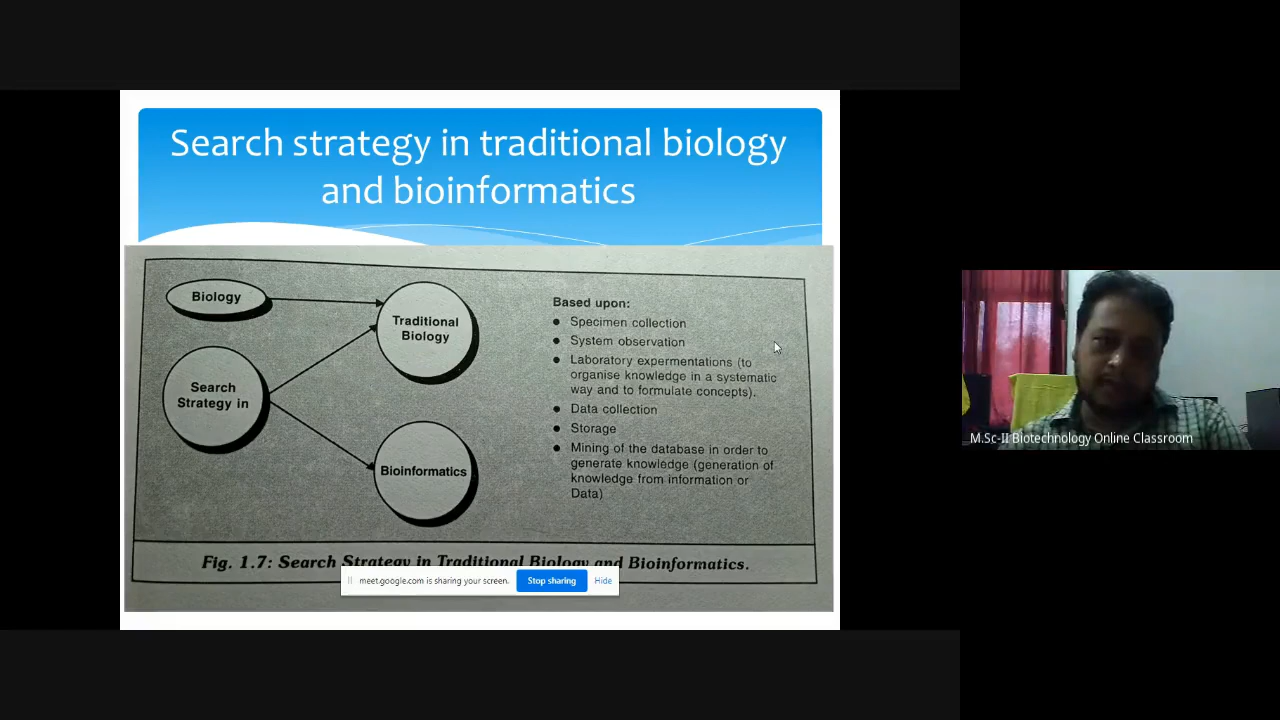 Search strategy in traditional biology
and bioinformatics
Biology
Traditional
Biology
Search
Strategy in
Bioinformatics
Based upon:
● Specimen collection
● System observation
● Laboratory expermentations (to
organise knowledge in a systematic
way and to formulate concepts).
● Data collection
● Storage
● Mining of the database in order to
generate knowledge (generation of
knowledge from information or
Data)
Fig. 1.7: Search Strategy in Traditional Biology and Bioinformatics.
meet.google.com is sharing your screen.
Stop sharing
Hide
M.Sc-II Biotechnology Online Classroom